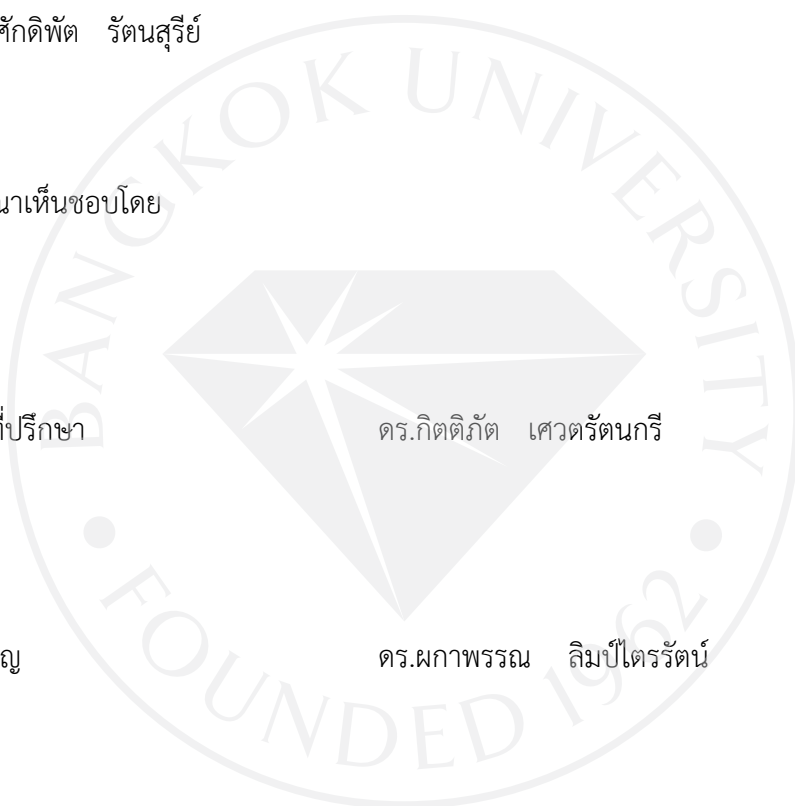 ศักดิพัต รัตนสุรีย์
ณาเห็นชอบโดย
ที่ปรึกษา ดร.กิตติภัต เศวตรัตนกรี
ญ ดร.ผกาพรรณ ลิมป์ไตรรัตน์
BANGKOK UNIVERSITY
FOUNDED 1962